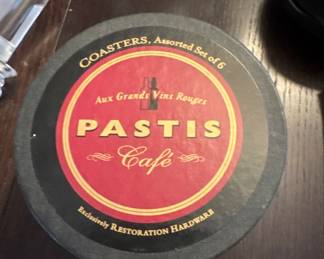 COASTERS, Assorted Set of 6
Aux Grands Vins Rouges
PASTIS
Café
Exclusively RESTORATION HARDWARE